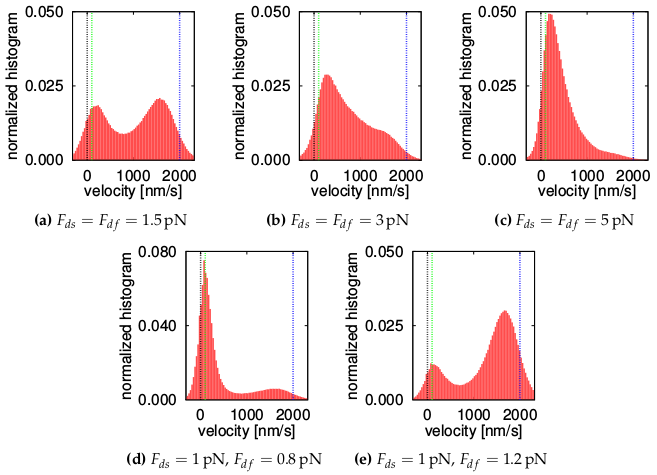 normalized histogram
0.050
0.025
0.000
0 1000 2000
velocity [nm/s]
(a) F_ds = F_df = 1.5 pN
normalized histogram
0.050
0.025
0.000
0 1000 2000
velocity [nm/s]
(b) F_ds = F_df = 3 pN
normalized histogram
0.050
0.025
0.000
0 1000 2000
velocity [nm/s]
(c) F_ds = F_df = 5 pN
normalized histogram
0.080
0.040
0.000
0 1000 2000
velocity [nm/s]
(d) F_ds = 1 pN, F_df = 0.8 pN
normalized histogram
0.050
0.025
0.000
0 1000 2000
velocity [nm/s]
(e) F_ds = 1 pN, F_df = 1.2 pN